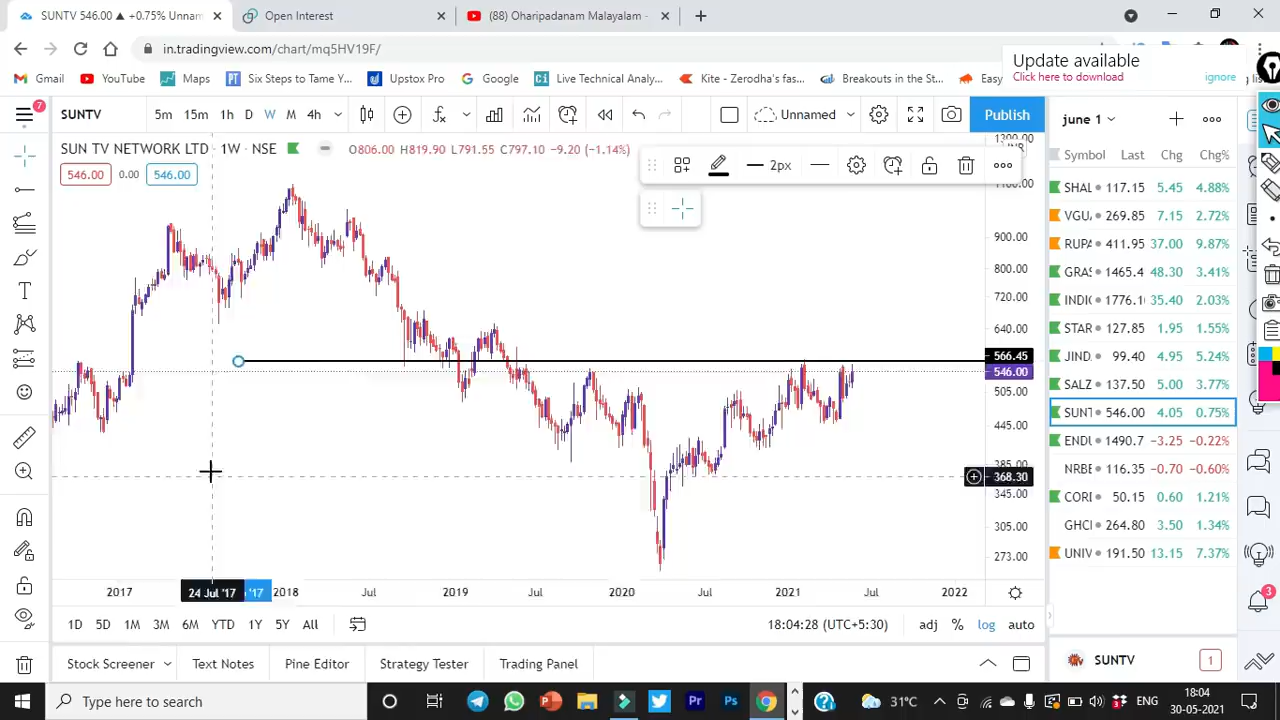 SUNTV 546.00 ▲ +0.75% Unnam
Open Interest
(88) Oharipadanam Malayalam -
in.tradingview.com/chart/mq5HV19F/
Update available
Click here to download
ignore
Gmail
YouTube
Maps
Six Steps to Tame Y...
Upstox Pro
Google
Live Technical Analy...
Kite - Zerodha's fas...
Breakouts in the St...
Easy
7
SUNTV
5m 15m 1h D W M 4h
Unnamed
Publish
june 1
SUN TV NETWORK LTD · 1W · NSE
O806.00 H819.90 L791.55 C797.10 -9.20 (-1.14%)
2px
546.00 0.00 546.00
Symbol Last Chg Chg%
SHAL 117.15 5.45 4.88%
VGU 269.85 7.15 2.72%
RUPA 411.95 37.00 9.87%
GRAS 1465.4 48.30 3.41%
INDIC 1776.1 35.40 2.03%
STAR 127.85 1.95 1.55%
JIND 99.40 4.95 5.24%
SALZ 137.50 5.00 3.77%
SUNT 546.00 4.05 0.75%
ENDU 1490.7 -3.25 -0.22%
NRBE 116.35 -0.70 -0.60%
CORI 50.15 0.60 1.21%
GHCI 264.80 3.50 1.34%
UNIV 191.50 13.15 7.37%
900.00
800.00
720.00
640.00
566.45
546.00
505.00
445.00
368.30
345.00
305.00
273.00
2017 24 Jul '17 '17 2018 Jul 2019 Jul 2020 Jul 2021 Jul 2022
1D 5D 1M 3M 6M YTD 1Y 5Y All
18:04:28 (UTC+5:30)
adj % log auto
3
Stock Screener
Text Notes
Pine Editor
Strategy Tester
Trading Panel
SUNTV
1
Type here to search
31°C
ENG
18:04
30-05-2021